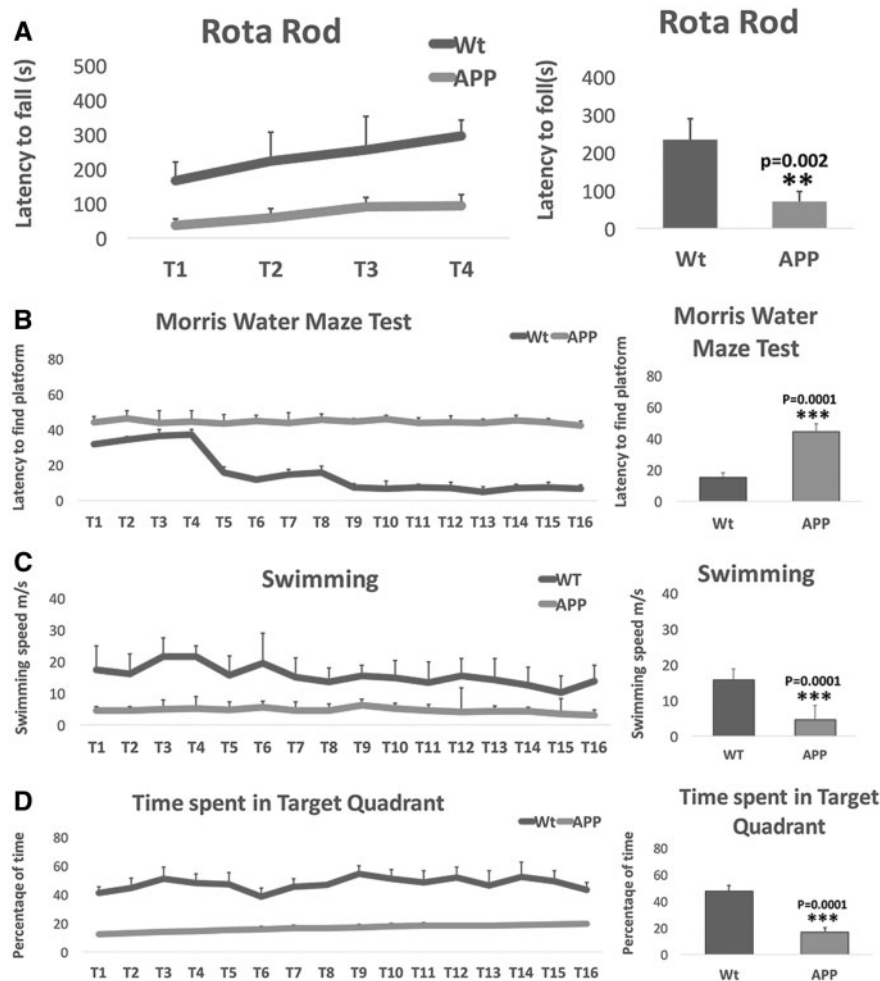 A
Rota Rod
Wt
APP
Latency to fall (s)
500
400
300
200
100
0
T1 T2 T3 T4
Rota Rod
Latency to foll(s)
400
300
200
100
0
p=0.002
**
Wt APP
B
Morris Water Maze Test
Wt APP
Latency to find platform
80
60
40
20
0
T1 T2 T3 T4 T5 T6 T7 T8 T9 T10 T11 T12 T13 T14 T15 T16
Morris Water
Maze Test
Latency to find platform
80
60
40
20
0
P=0.0001
***
Wt APP
C
Swimming
WT
APP
Swimming speed m/s
40
30
20
10
0
T1 T2 T3 T4 T5 T6 T7 T8 T9 T10 T11 T12 T13 T14 T15 T16
Swimming
Swimming speed m/s
40
30
20
10
0
P=0.0001
***
WT APP
D
Time spent in Target Quadrant
Wt APP
Percentage of time
80
60
40
20
0
T1 T2 T3 T4 T5 T6 T7 T8 T9 T10 T11 T12 T13 T14 T15 T16
Time spent in Target
Quadrant
Percentage of time
80
60
40
20
0
P=0.0001
***
Wt APP